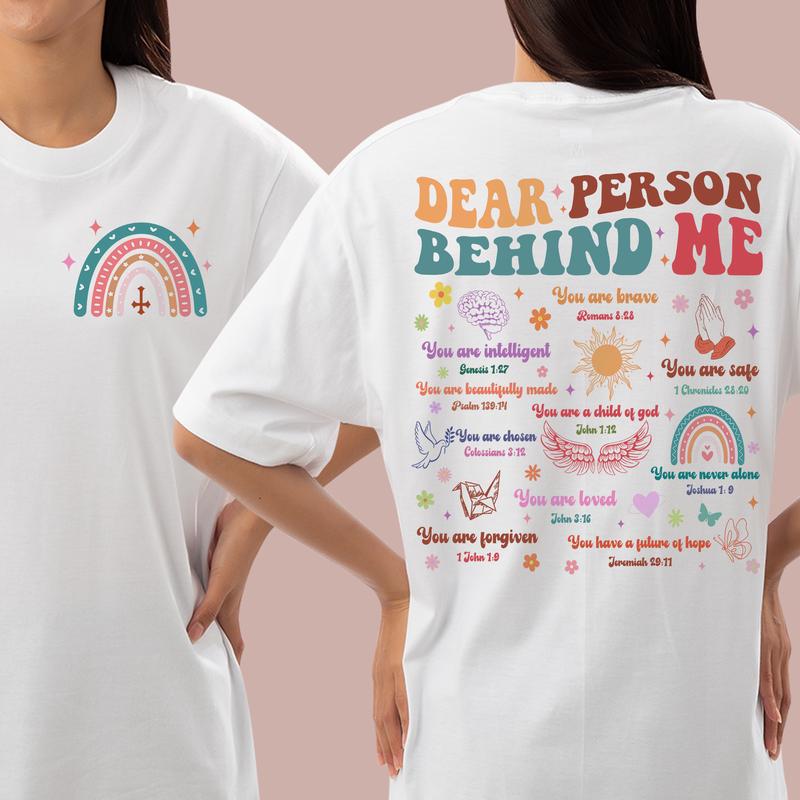 DEAR PERSON
BEHIND ME
You are brave
Romans 8:28
You are intelligent
Genesis 1:27
You are safe
1 Chronicles 28:20
You are beautifully made
Psalm 139:14
You are a child of god
John 1:12
You are chosen
Colossians 3:12
You are never alone
Joshua 1: 9
You are loved
John 3:16
You are forgiven
1 John 1:9
You have a future of hope
Jeremiah 29:11